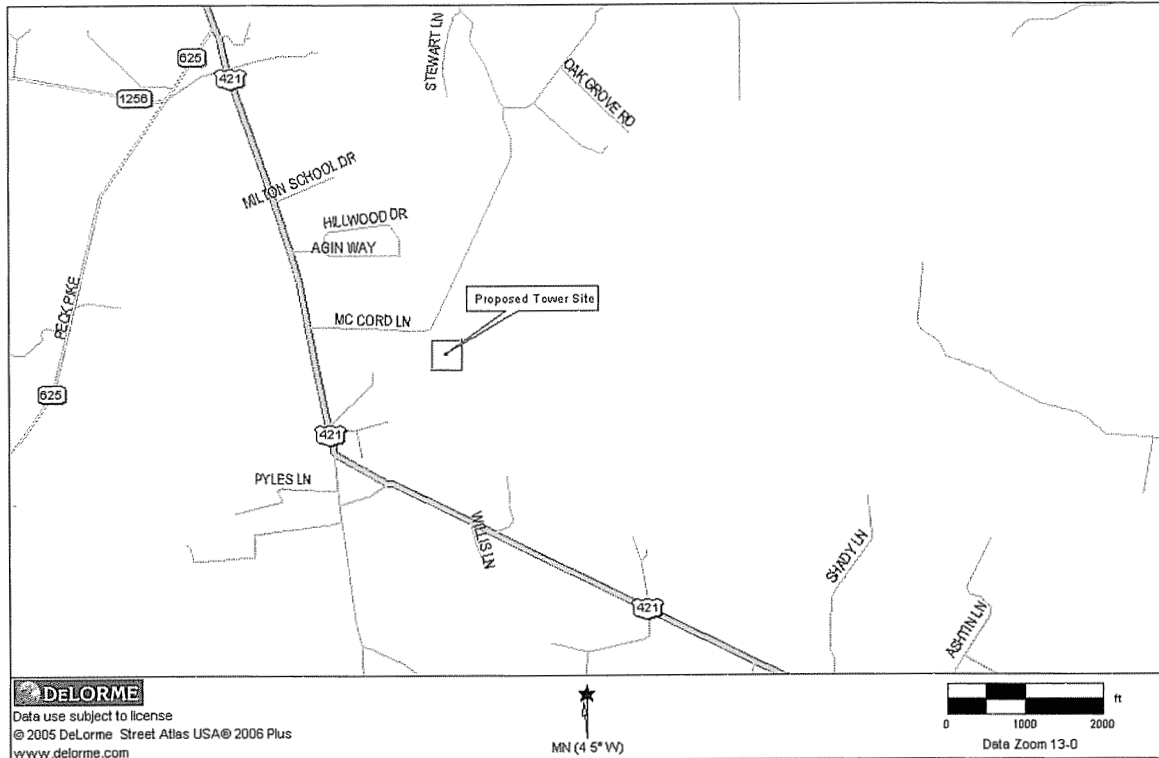 STEWART LN
625
421
OAK GROVE RD
1256
MILTON SCHOOL DR
HILLWOOD DR
AGIN WAY
PECK PIKE
Proposed Tower Site
MC CORD LN
625
421
PYLES LN
WILLIS LN
SHADY LN
421
ASHTIN LN
DELORME
Data use subject to license
© 2005 DeLorme Street Atlas USA® 2006 Plus
www.delorme.com
MN (4 5° W)
ft
0 1000 2000
Data Zoom 13-0